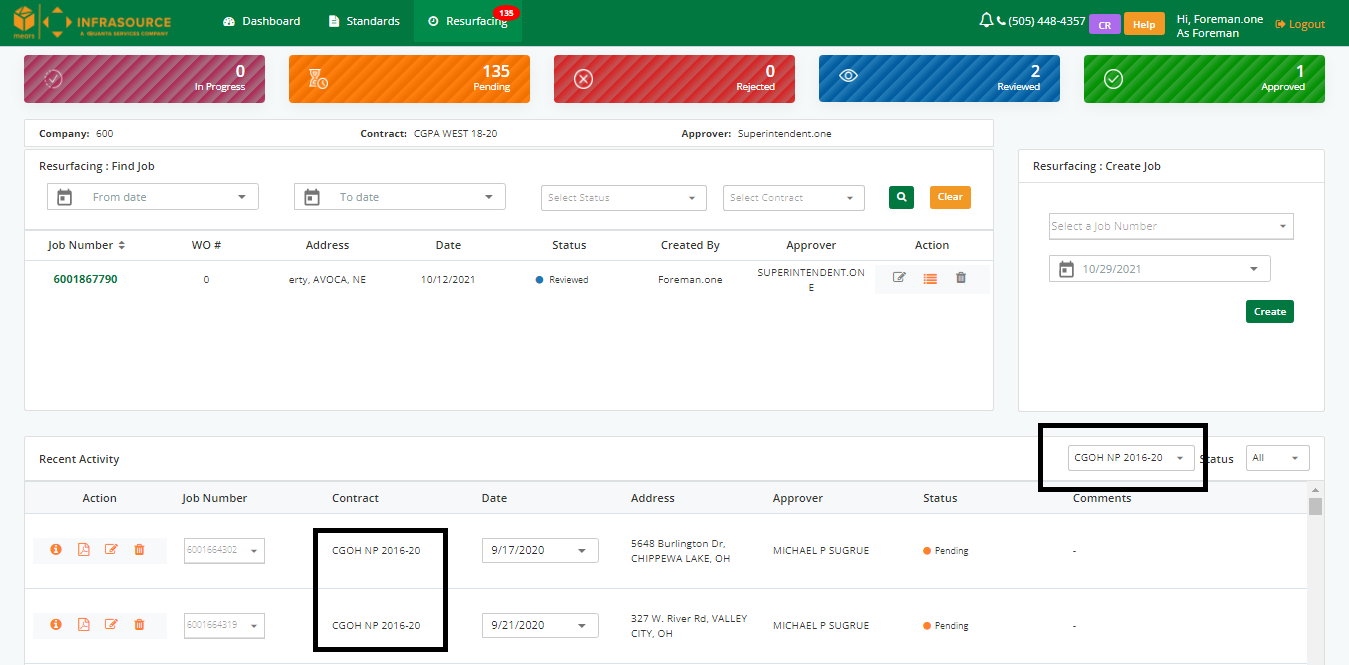 mears INFRASOURCE
A QUANTA SERVICES COMPANY
Dashboard Standards Resurfacing 135 (505) 448-4357 CR Help Hi, Foreman.one
As Foreman Logout
0
In Progress
135
Pending
0
Rejected
2
Reviewed
1
Approved
Company: 600 Contract: CGPA WEST 18-20 Approver: Superintendent.one
Resurfacing : Find Job
From date To date Select Status Select Contract Clear
Job Number WO # Address Date Status Created By Approver Action
6001867790 0 erty, AVOCA, NE 10/12/2021 Reviewed Foreman.one SUPERINTENDENT.ON
E
Resurfacing : Create Job
Select a Job Number
10/29/2021
Create
Recent Activity CGOH NP 2016-20 Status All
Action Job Number Contract Date Address Approver Status Comments
6001664302 CGOH NP 2016-20 9/17/2020 5648 Burlington Dr,
CHIPPEWA LAKE, OH MICHAEL P SUGRUE Pending -
6001664319 CGOH NP 2016-20 9/21/2020 327 W. River Rd, VALLEY
CITY, OH MICHAEL P SUGRUE Pending -